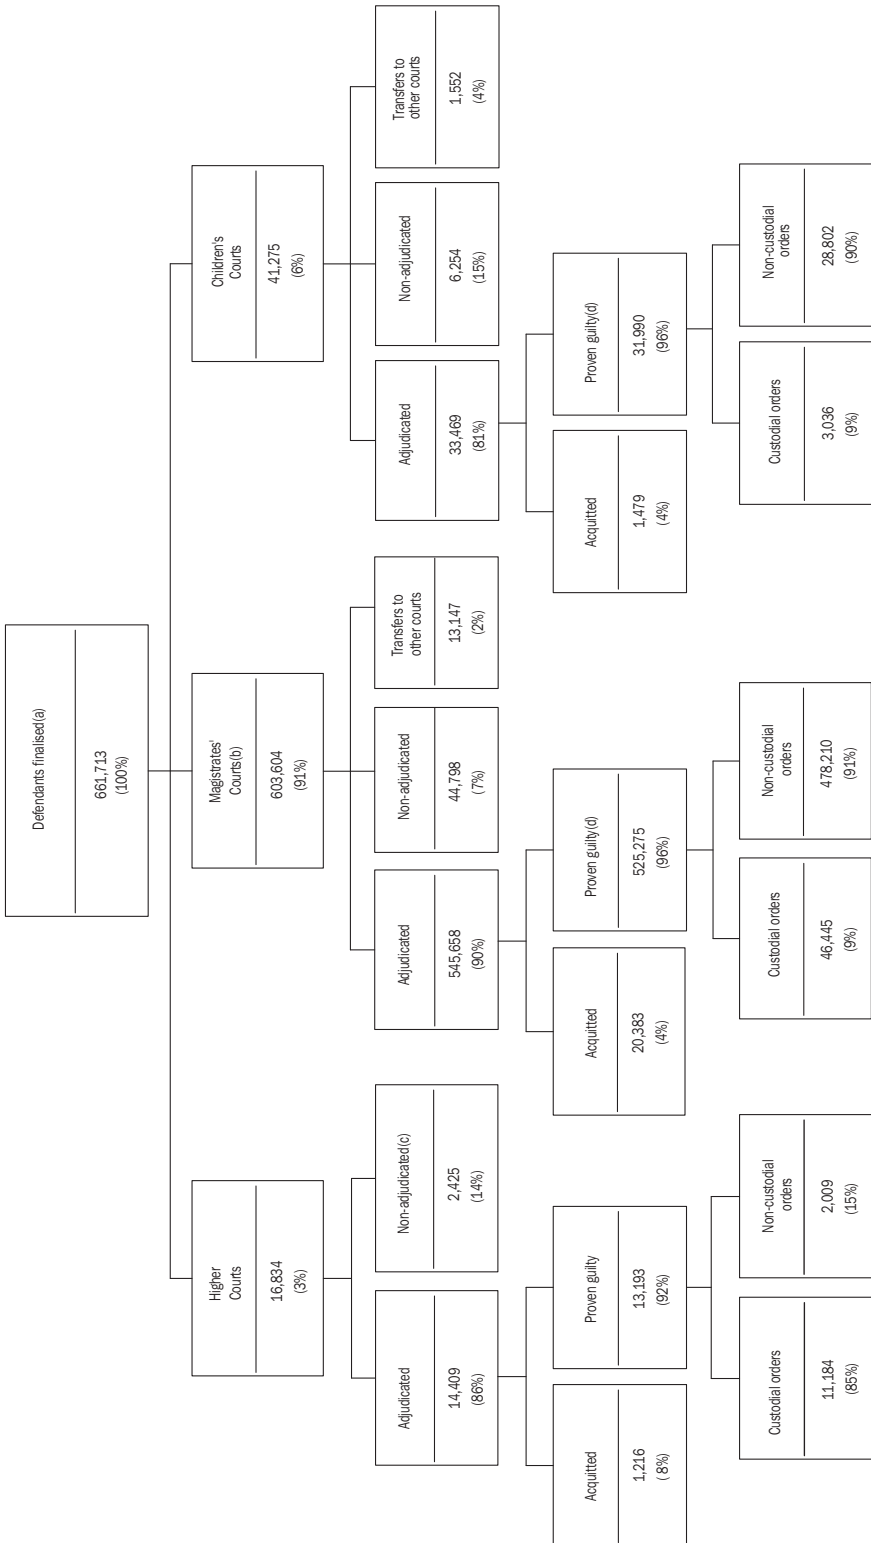 Defendants finalised(a)
661,713
(100%)
Higher
Courts
16,834
(3%)
Magistrates'
Courts(b)
603,604
(91%)
Children's
Courts
41,275
(6%)
Adjudicated
14,409
(86%)
Non-adjudicated(c)
2,425
(14%)
Adjudicated
545,658
(90%)
Non-adjudicated
44,798
(7%)
Transfers to
other courts
13,147
(2%)
Adjudicated
33,469
(81%)
Non-adjudicated
6,254
(15%)
Transfers to
other courts
1,552
(4%)
Acquitted
1,216
( 8%)
Proven guilty
13,193
(92%)
Acquitted
20,383
(4%)
Proven guilty(d)
525,275
(96%)
Acquitted
1,479
(4%)
Proven guilty(d)
31,990
(96%)
Custodial orders
11,184
(85%)
Non-custodial
orders
2,009
(15%)
Custodial orders
46,445
(9%)
Non-custodial
orders
478,210
(91%)
Custodial orders
3,036
(9%)
Non-custodial
orders
28,802
(90%)